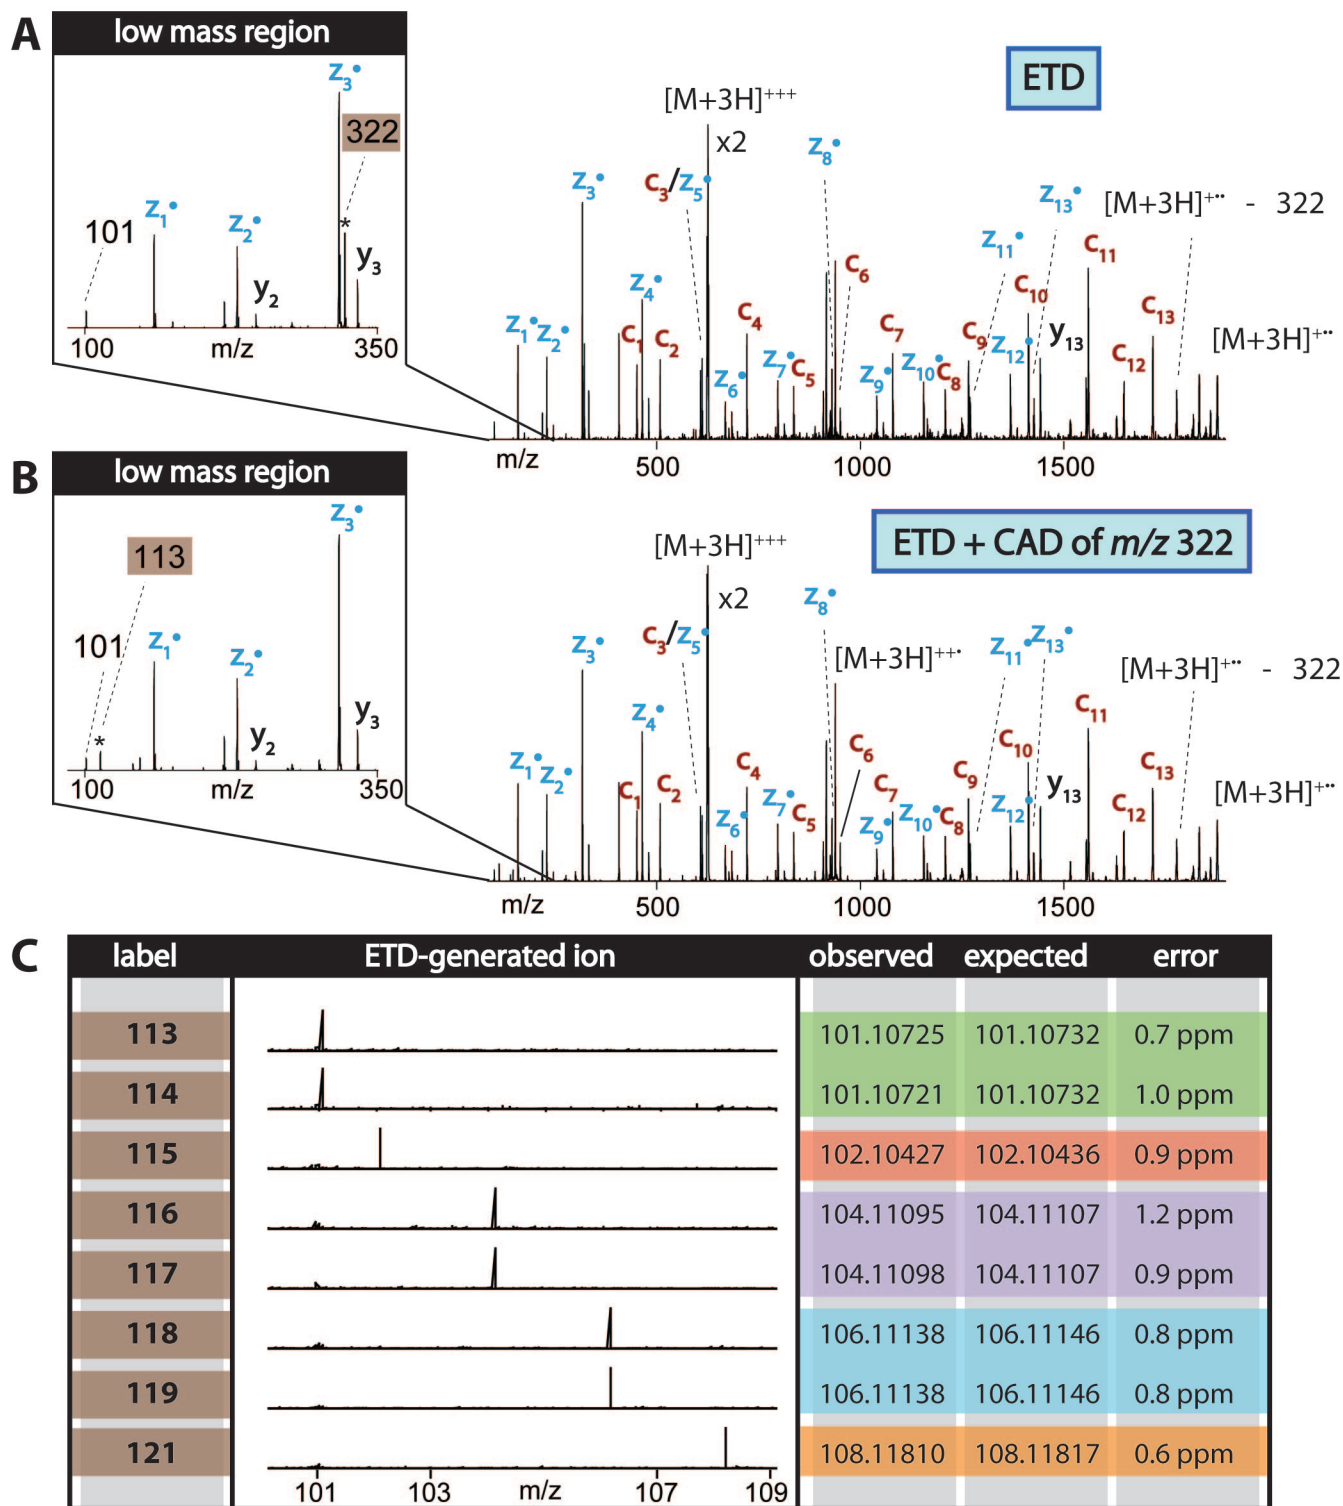 A
low mass region
z3•
322
z1•
z2•
101
*
y2
y3
100
m/z
350
ETD
[M+3H]+++
x2
z8•
z3•
c3/z5•
z13•
[M+3H]+•• - 322
z11•
c11
c6
z4•
c10
z1•
z2•
c1
c2
c4
c7
c9
y13
c13
[M+3H]+••
z7•
z12•
z6•
c5
z9•
z10•
c8
c12
m/z
500
1000
1500
B
low mass region
z3•
113
101
z1•
z2•
*
y2
y3
100
m/z
350
ETD + CAD of m/z 322
[M+3H]+++
x2
z8•
z3•
c3/z5•
[M+3H]++•
z11•
z13•
[M+3H]+•• - 322
z4•
c11
z1•
z2•
c1
c2
c4
c6
c10
c7
c9
z7•
z12•
y13
c13
[M+3H]+••
z6•
c5
z9•
z10•
c8
c12
m/z
500
1000
1500
C
label ETD-generated ion observed expected error
113 101.10725 101.10732 0.7 ppm
114 101.10721 101.10732 1.0 ppm
115 102.10427 102.10436 0.9 ppm
116 104.11095 104.11107 1.2 ppm
117 104.11098 104.11107 0.9 ppm
118 106.11138 106.11146 0.8 ppm
119 106.11138 106.11146 0.8 ppm
121 108.11810 108.11817 0.6 ppm
101 103 m/z 107 109